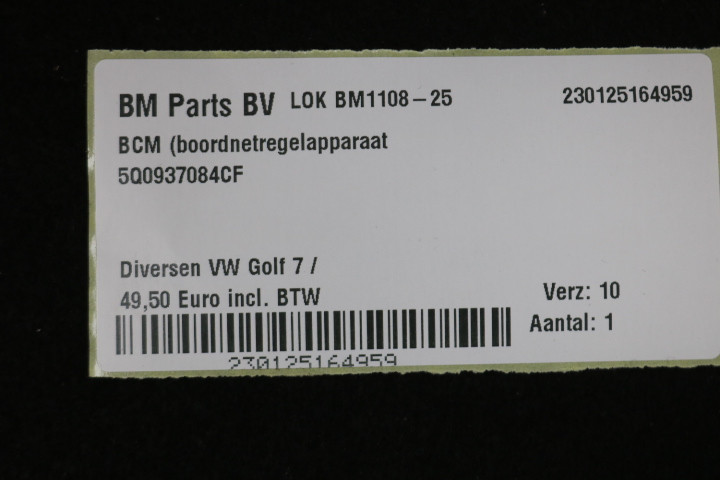 BM Parts BV LOK BM1108-25 230125164959
BCM (boordnetregelapparaat
5Q0937084CF
Diversen VW Golf 7 /
49,50 Euro incl. BTW
Verz: 10
Aantal: 1
230125164959